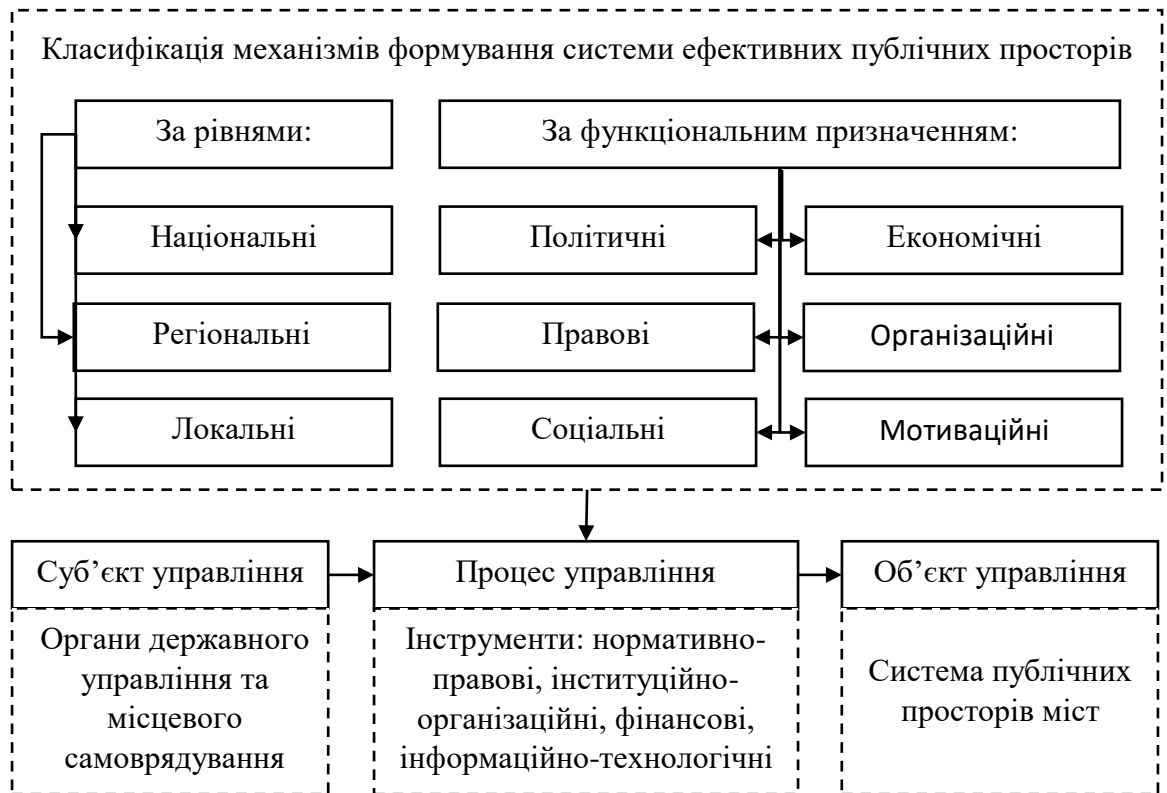 Класифікація механізмів формування системи ефективних публічних просторів
За рівнями:
За функціональним призначенням:
Національні
Політичні
Економічні
Регіональні
Правові
Організаційні
Локальні
Соціальні
Мотиваційні
Суб’єкт управління
Процес управління
Об’єкт управління
Органи державного
управління та
місцевого
самоврядування
Інструменти: нормативно-
правові, інституційно-
організаційні, фінансові,
інформаційно-технологічні
Система публічних
просторів міст